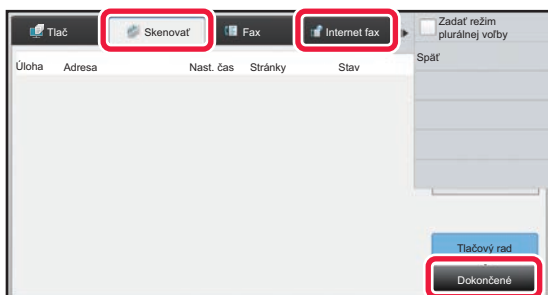 Tlač
Skenovať
Fax
Internet fax
Zadať režim
plurálnej voľby
Späť
Úloha
Adresa
Nast. čas
Stránky
Stav
Tlačový rad
Dokončené